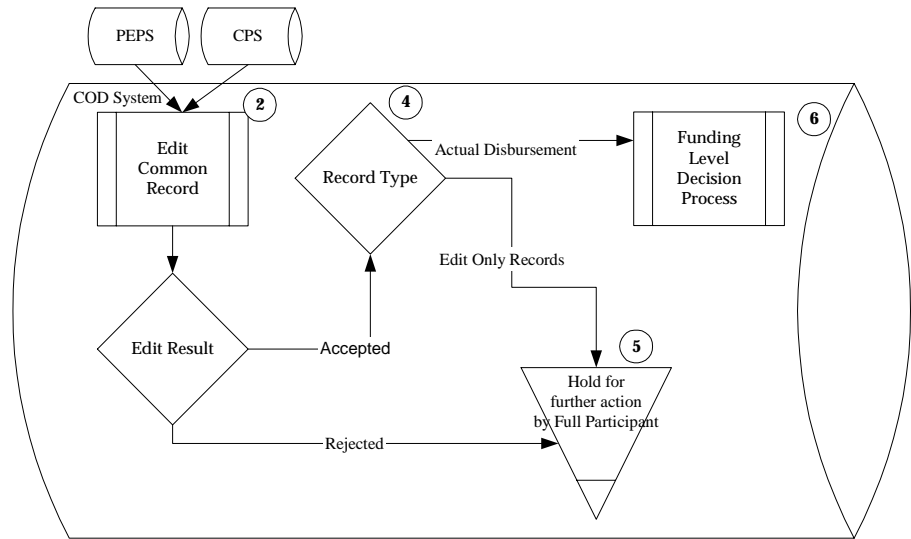 PEPS
CPS
COD System
2
Edit
Common
Record
4
Record Type
Actual Disbursement
6
Funding
Level
Decision
Process
Edit Only Records
Edit Result
Accepted
5
Hold for
further action
by Full Participant
Rejected